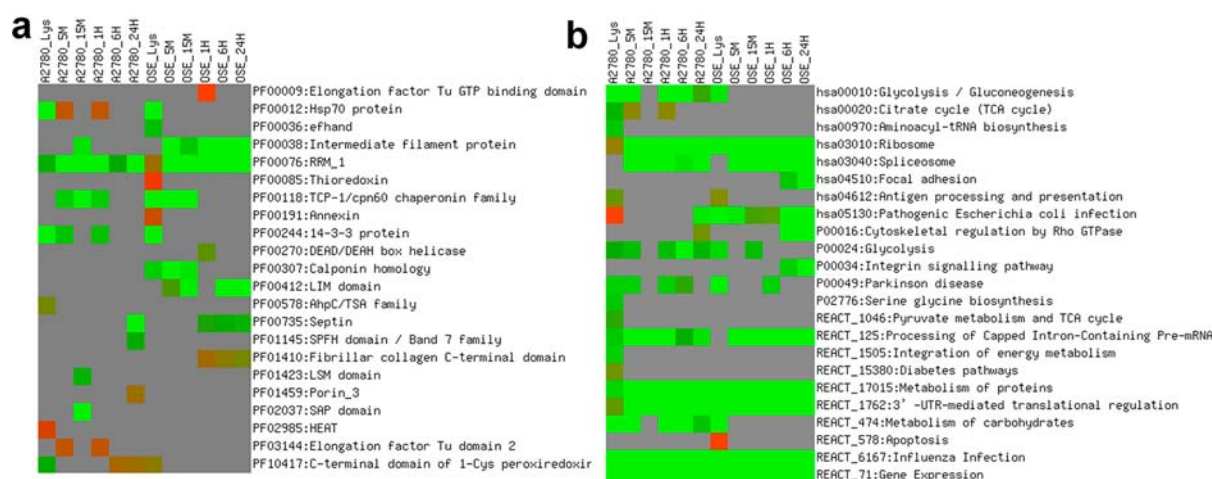 a
A2780_Lys
A2780_5M
A2780_15M
A2780_1H
A2780_6H
A2780_24H
OSE_Lys
OSE_5M
OSE_15M
OSE_1H
OSE_6H
OSE_24H
PF00009:Elongation factor Tu GTP binding domain
PF00012:Hsp70 protein
PF00036:efhand
PF00038:Intermediate filament protein
PF00076:RRM_1
PF00085:Thioredoxin
PF00118:TCP-1/cpn60 chaperonin family
PF00191:Annexin
PF00244:14-3-3 protein
PF00270:DEAD/DEAH box helicase
PF00307:Calponin homology
PF00412:LIM domain
PF00578:AhpC/TSA family
PF00735:Septin
PF01145:SPFH domain / Band 7 family
PF01410:Fibrillar collagen C-terminal domain
PF01423:LSM domain
PF01459:Porin_3
PF02037:SAP domain
PF02985:HEAT
PF03144:Elongation factor Tu domain 2
PF10417:C-terminal domain of 1-Cys peroxiredoxir
b
A2780_Lys
A2780_5M
A2780_15M
A2780_1H
A2780_6H
A2780_24H
OSE_Lys
OSE_5M
OSE_15M
OSE_1H
OSE_6H
OSE_24H
hsa00010:Glycolysis / Gluconeogenesis
hsa00020:Citrate cycle (TCA cycle)
hsa00970:Aminoacyl-tRNA biosynthesis
hsa03010:Ribosome
hsa03040:Spliceosome
hsa04510:Focal adhesion
hsa04612:Antigen processing and presentation
hsa05130:Pathogenic Escherichia coli infection
P00016:Cytoskeletal regulation by Rho GTPase
P00024:Glycolysis
P00034:Integrin signalling pathway
P00049:Parkinson disease
P02776:Serine glycine biosynthesis
REACT_1046:Pyruvate metabolism and TCA cycle
REACT_125:Processing of Capped Intron-Containing Pre-mRNA
REACT_1505:Integration of energy metabolism
REACT_15380:Diabetes pathways
REACT_17015:Metabolism of proteins
REACT_1762:3' -UTR-mediated translational regulation
REACT_474:Metabolism of carbohydrates
REACT_578:Apoptosis
REACT_6167:Influenza Infection
REACT_71:Gene Expression